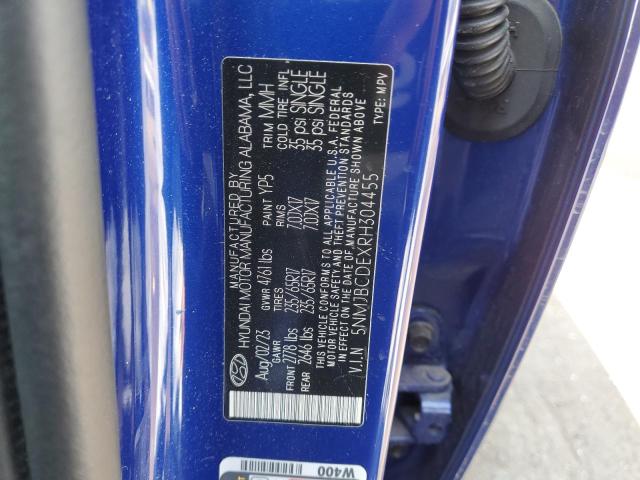 MANUFACTURED BY
HYUNDAI MOTOR MANUFACTURING ALABAMA, LLC
Aug/02/23 GVWR 4761lbs PAINT YP5 TRIM MMH
GAWR TIRES RIMS COLD TIRE INFL
FRONT 2778 lbs 235/65R17 7.0JX17 35 psi SINGLE
REAR 2646 lbs 235/65R17 7.0JX17 35 psi SINGLE
THIS VEHICLE CONFORMS TO ALL APPLICABLE U.S.A. FEDERAL
MOTOR VEHICLE SAFETY AND THEFT PREVENTION STANDARDS
IN EFFECT ON THE DATE OF MANUFACTURE SHOWN ABOVE
V.I.N 5NMJBCDEXRH304455 TYPE: MPV
W400